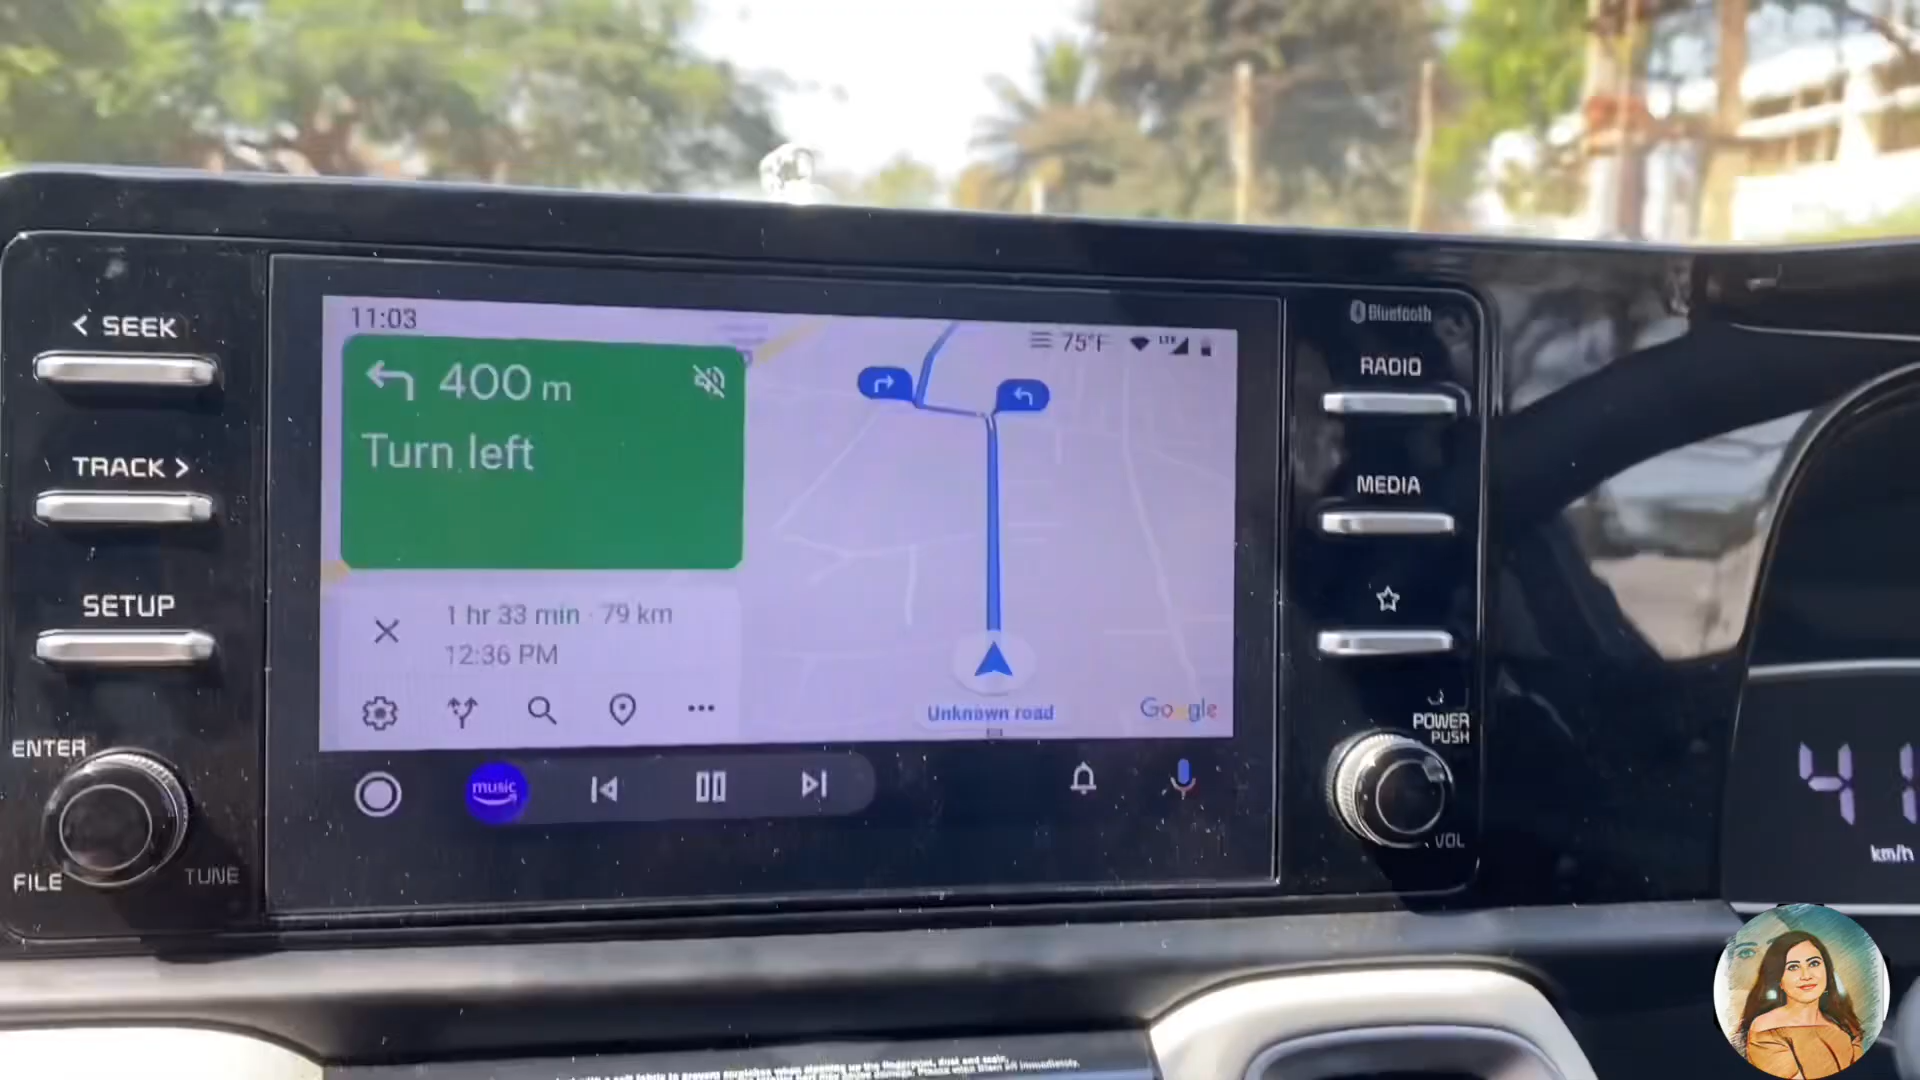 < SEEK
TRACK >
SETUP
ENTER
FILE
TUNE
11:03
75°F
LTE
400 m
Turn left
1 hr 33 min · 79 km
12:36 PM
Unknown road
Google
music
Bluetooth
RADIO
MEDIA
POWER
PUSH
VOL
41
km/h